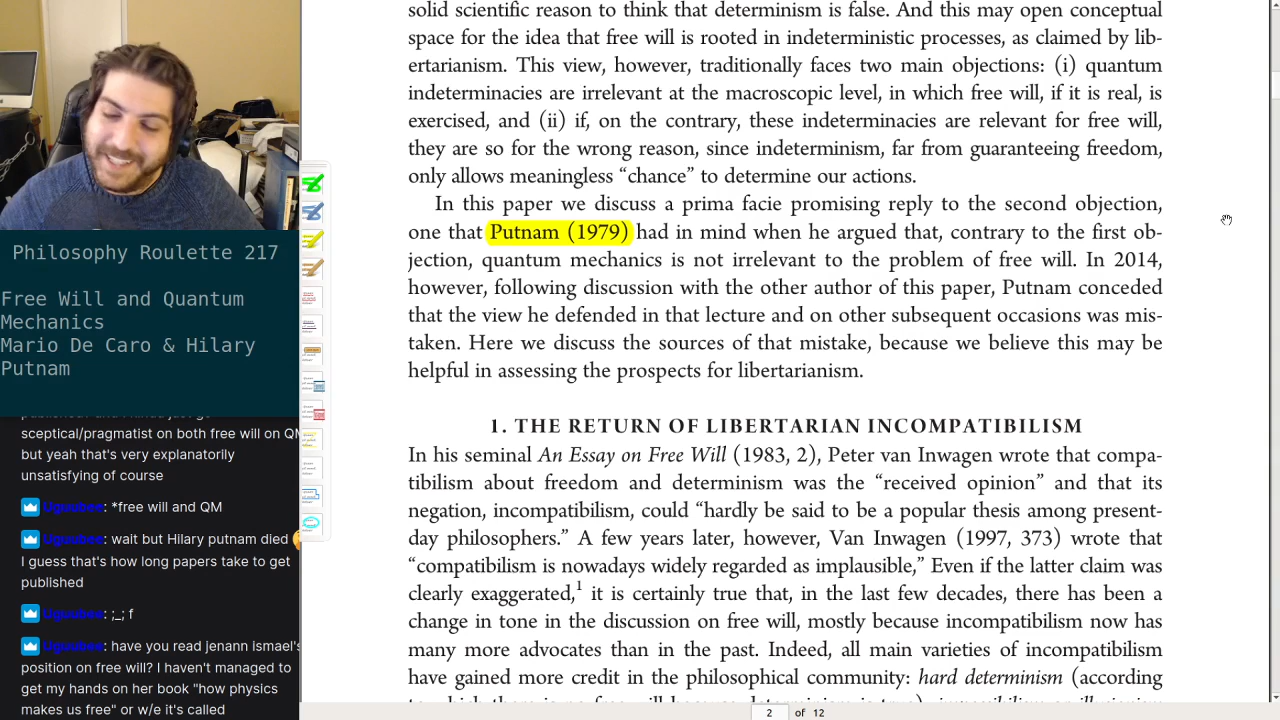 Philosophy Roulette 217
Free Will and Quantum
Mechanics
Mario De Caro & Hilary
Putnam
skeptical/pragmatist on both free will on QM
but yeah that's very explanatorily
unsatisfying of course
Uguubee: *free will and QM
Uguubee: wait but Hilary putnam died
I guess that's how long papers take to get
published
Uguubee: ;_; f
Uguubee: have you read jenann ismael's
position on free will? I haven't managed to
get my hands on her book "how physics
makes us free" or w/e it's called
solid scientific reason to think that determinism is false. And this may open conceptual
space for the idea that free will is rooted in indeterministic processes, as claimed by lib-
ertarianism. This view, however, traditionally faces two main objections: (i) quantum
indeterminacies are irrelevant at the macroscopic level, in which free will, if it is real, is
exercised, and (ii) if, on the contrary, these indeterminacies are relevant for free will,
they are so for the wrong reason, since indeterminism, far from guaranteeing freedom,
only allows meaningless “chance” to determine our actions.
In this paper we discuss a prima facie promising reply to the second objection,
one that Putnam (1979) had in mind when he argued that, contrary to the first ob-
jection, quantum mechanics is not irrelevant to the problem of free will. In 2014,
however, following discussion with the other author of this paper, Putnam conceded
that the view he defended in that lecture and on other subsequent occasions was mis-
taken. Here we discuss the sources of that mistake, because we believe this may be
helpful in assessing the prospects for libertarianism.
1. THE RETURN OF LIBERTARIAN INCOMPATIBILISM
In his seminal An Essay on Free Will (1983, 2), Peter van Inwagen wrote that compa-
tibilism about freedom and determinism was the “received opinion” and that its
negation, incompatibilism, could “hardly be said to be a popular thesis among present-
day philosophers.” A few years later, however, Van Inwagen (1997, 373) wrote that
“compatibilism is nowadays widely regarded as implausible,” Even if the latter claim was
clearly exaggerated,1 it is certainly true that, in the last few decades, there has been a
change in tone in the discussion on free will, mostly because incompatibilism now has
many more advocates than in the past. Indeed, all main varieties of incompatibilism
have gained more credit in the philosophical community: hard determinism (according
2 of 12